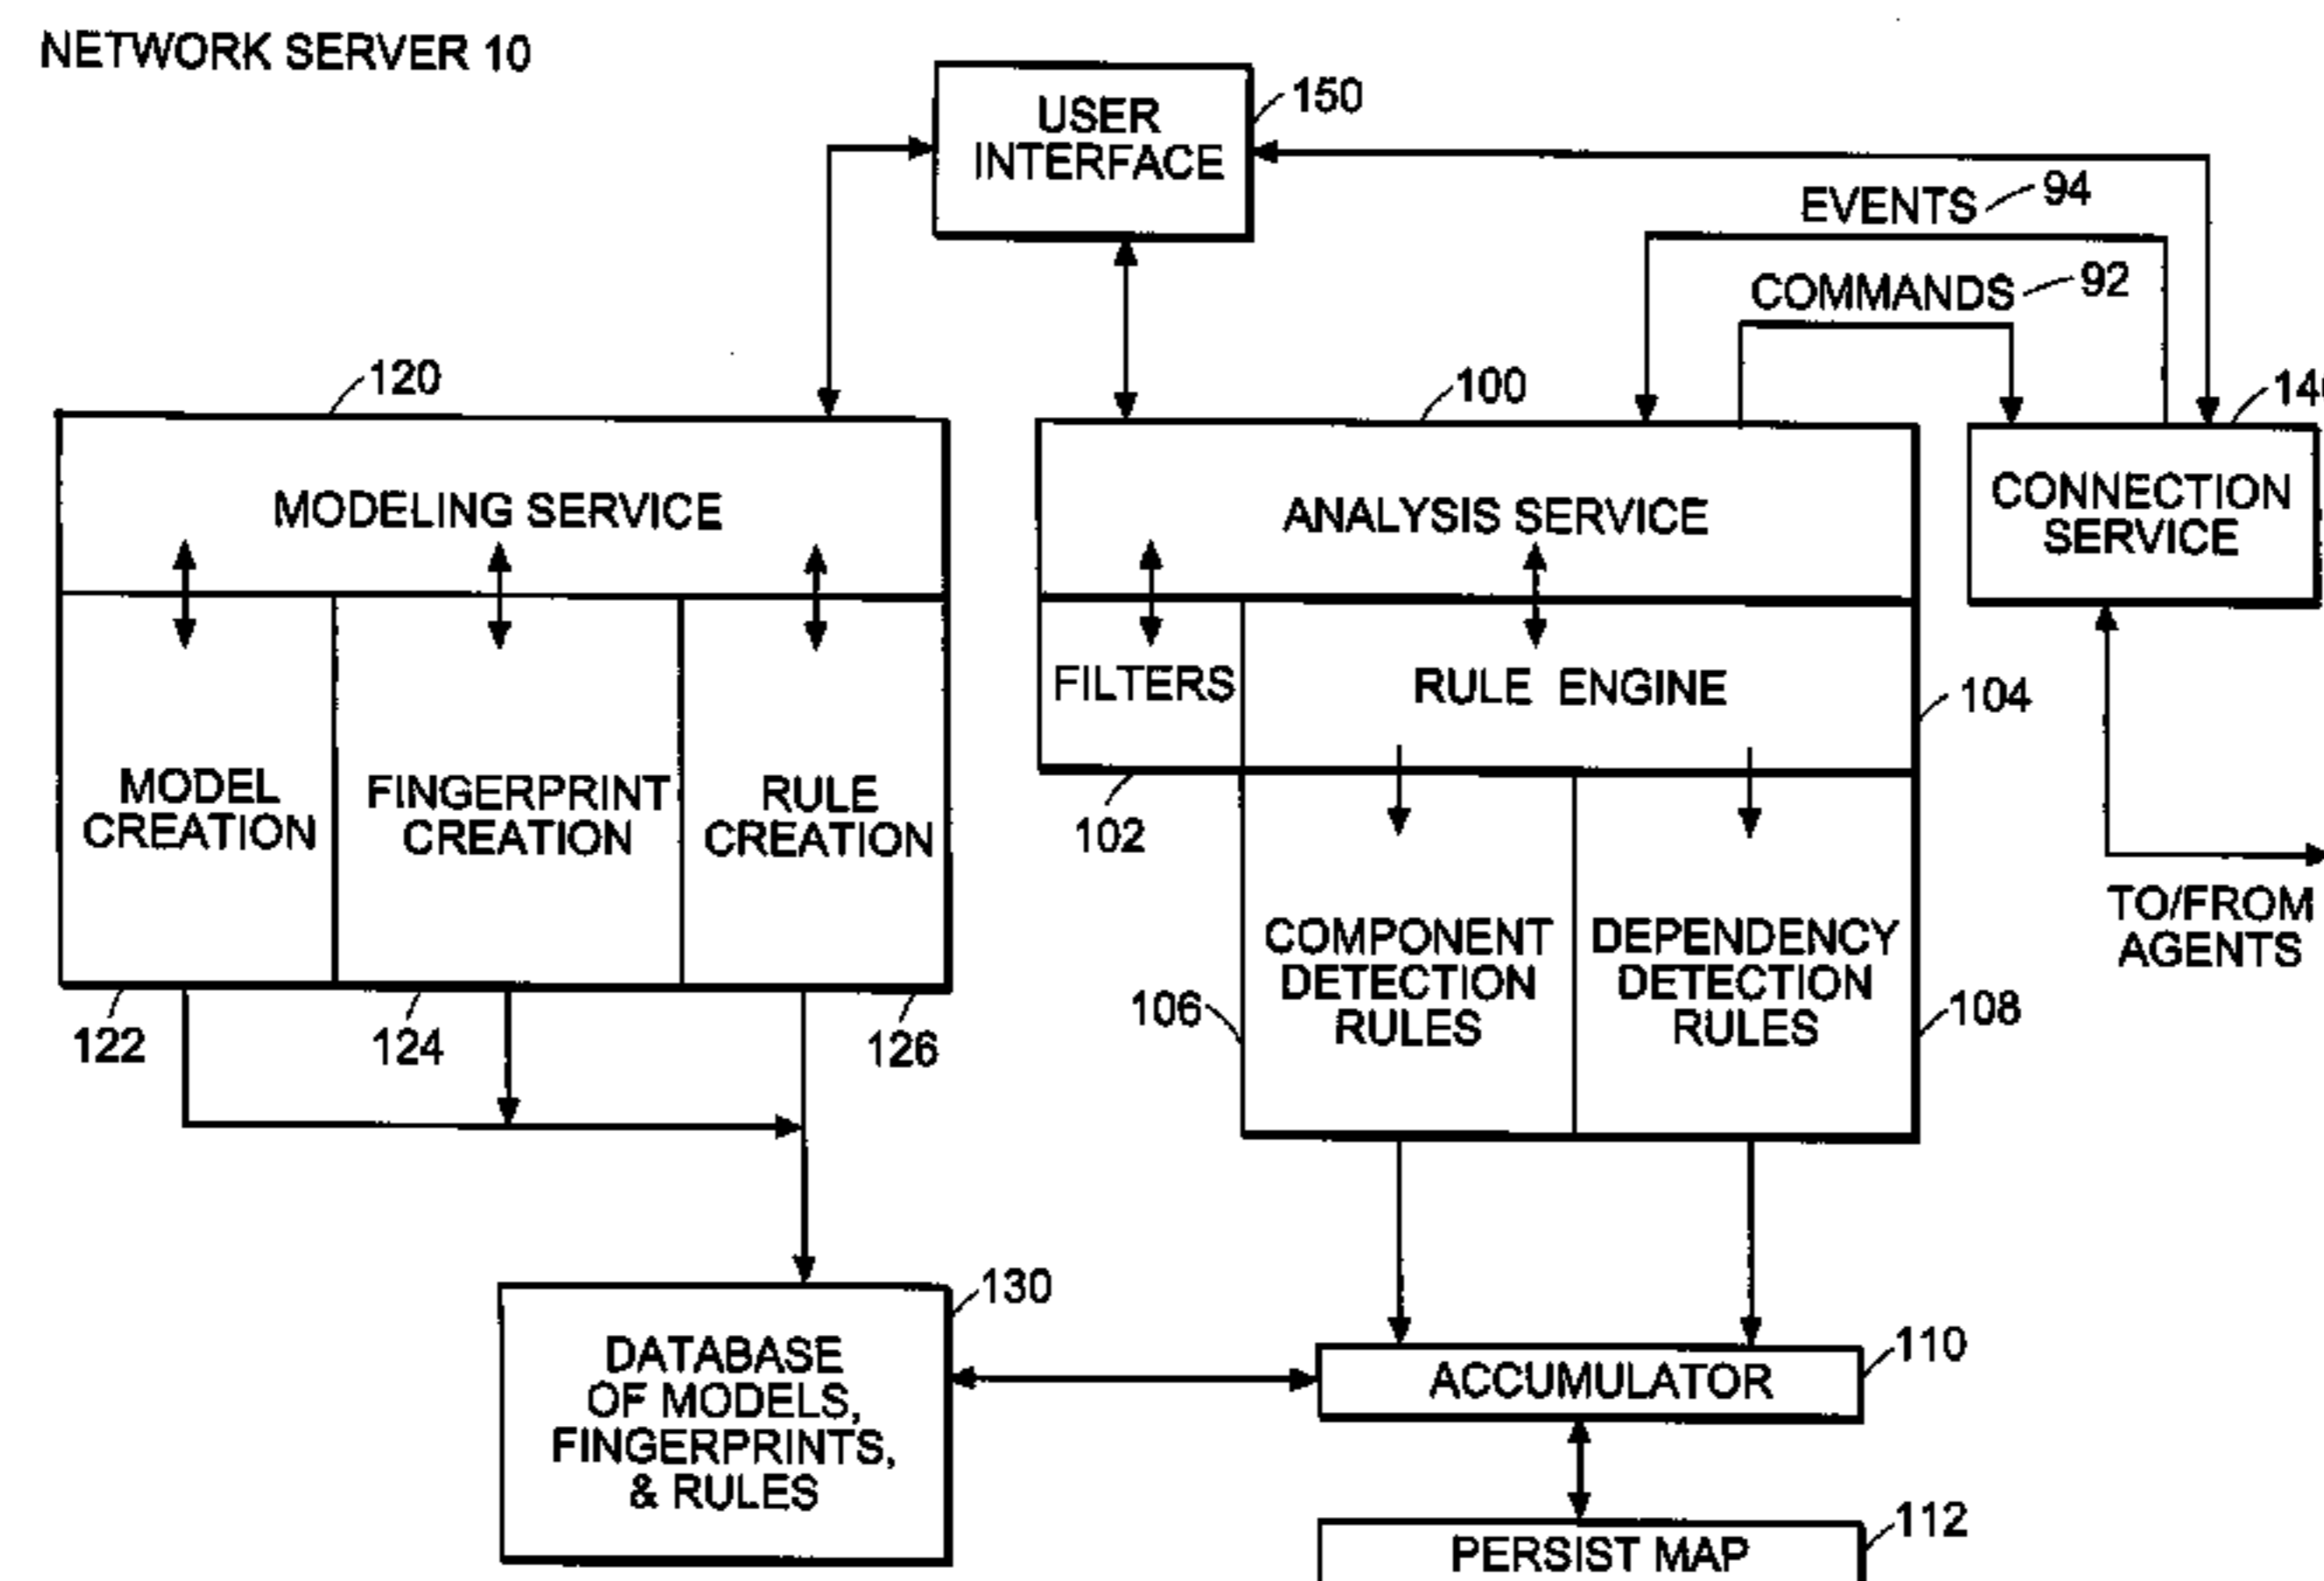 NETWORK SERVER 10
USER
INTERFACE
150
EVENTS 94
COMMANDS 92
120
100
MODELING SERVICE
ANALYSIS SERVICE
CONNECTION
SERVICE
FILTERS
RULE ENGINE
104
MODEL
CREATION
FINGERPRINT
CREATION
RULE
CREATION
102
TO/FROM
AGENTS
COMPONENT
DETECTION
RULES
DEPENDENCY
DETECTION
RULES
106
108
122
124
126
130
DATABASE
OF MODELS,
FINGERPRINTS,
& RULES
ACCUMULATOR
110
PERSIST MAP
112